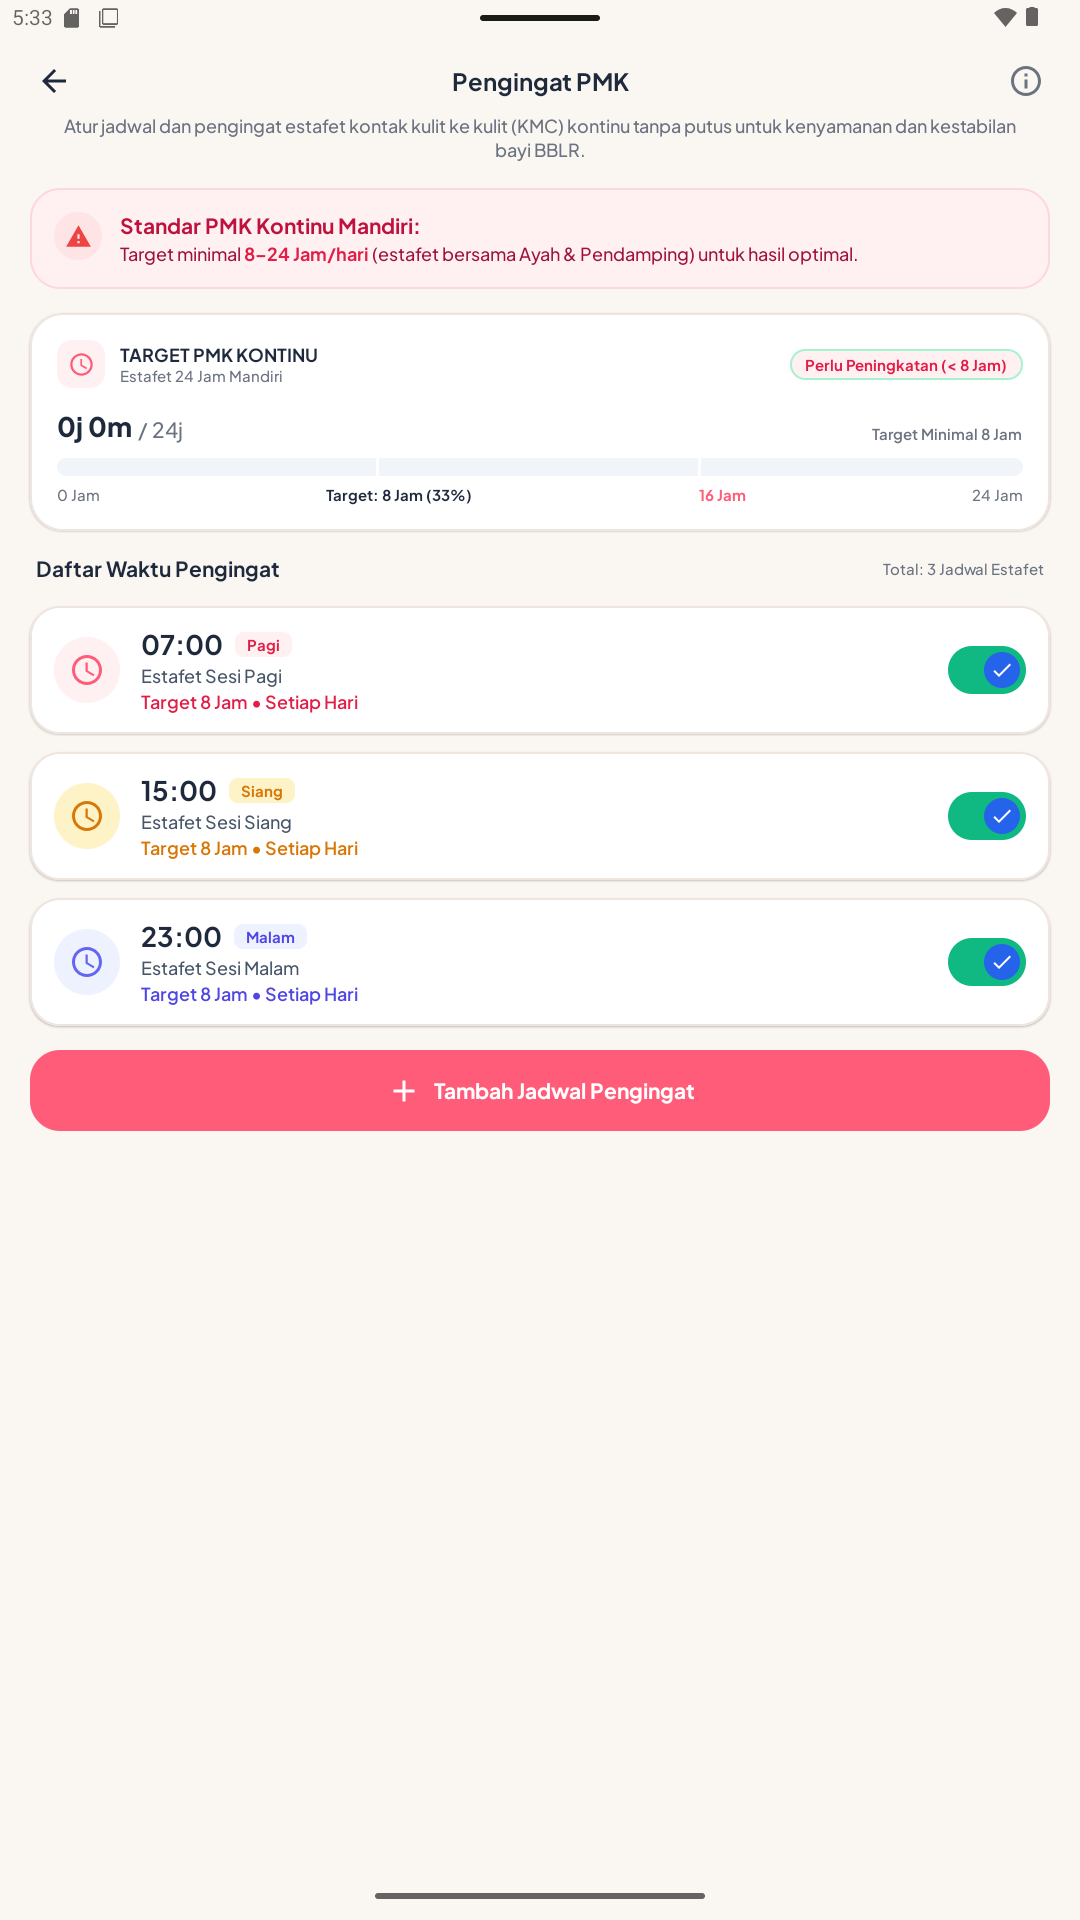 5:33
Pengingat PMK
Atur jadwal dan pengingat estafet kontak kulit ke kulit (KMC) kontinu tanpa putus untuk kenyamanan dan kestabilan
bayi BBLR.
Standar PMK Kontinu Mandiri:
Target minimal 8–24 Jam/hari (estafet bersama Ayah & Pendamping) untuk hasil optimal.
TARGET PMK KONTINU
Estafet 24 Jam Mandiri
Perlu Peningkatan (< 8 Jam)
0j 0m / 24j
Target Minimal 8 Jam
0 Jam Target: 8 Jam (33%) 16 Jam 24 Jam
Daftar Waktu Pengingat
Total: 3 Jadwal Estafet
07:00 Pagi
Estafet Sesi Pagi
Target 8 Jam • Setiap Hari
15:00 Siang
Estafet Sesi Siang
Target 8 Jam • Setiap Hari
23:00 Malam
Estafet Sesi Malam
Target 8 Jam • Setiap Hari
Tambah Jadwal Pengingat